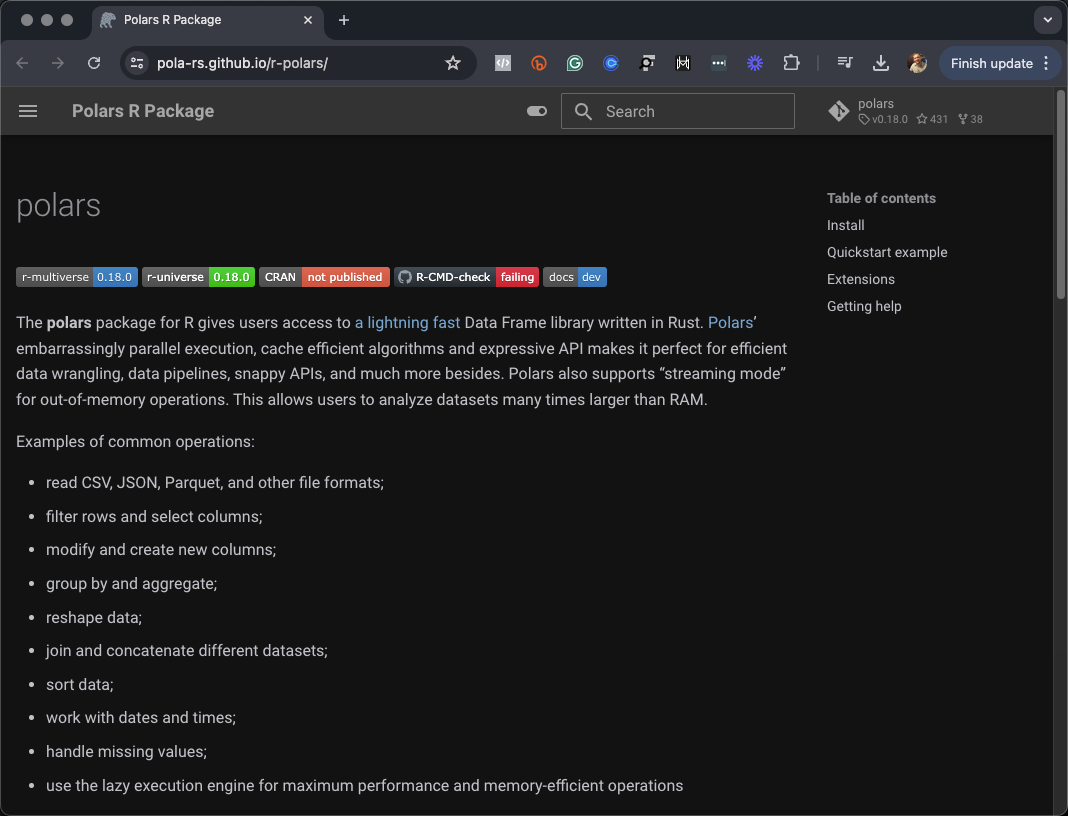 Polars R Package
pola-rs.github.io/r-polars/
Finish update
Polars R Package
Search
polars
v0.18.0 431 38
polars
Table of contents
Install
Quickstart example
Extensions
Getting help
r-multiverse 0.18.0 r-universe 0.18.0 CRAN not published R-CMD-check failing docs dev
The polars package for R gives users access to a lightning fast Data Frame library written in Rust. Polars’
embarrassingly parallel execution, cache efficient algorithms and expressive API makes it perfect for efficient
data wrangling, data pipelines, snappy APIs, and much more besides. Polars also supports “streaming mode”
for out-of-memory operations. This allows users to analyze datasets many times larger than RAM.
Examples of common operations:
• read CSV, JSON, Parquet, and other file formats;
• filter rows and select columns;
• modify and create new columns;
• group by and aggregate;
• reshape data;
• join and concatenate different datasets;
• sort data;
• work with dates and times;
• handle missing values;
• use the lazy execution engine for maximum performance and memory-efficient operations